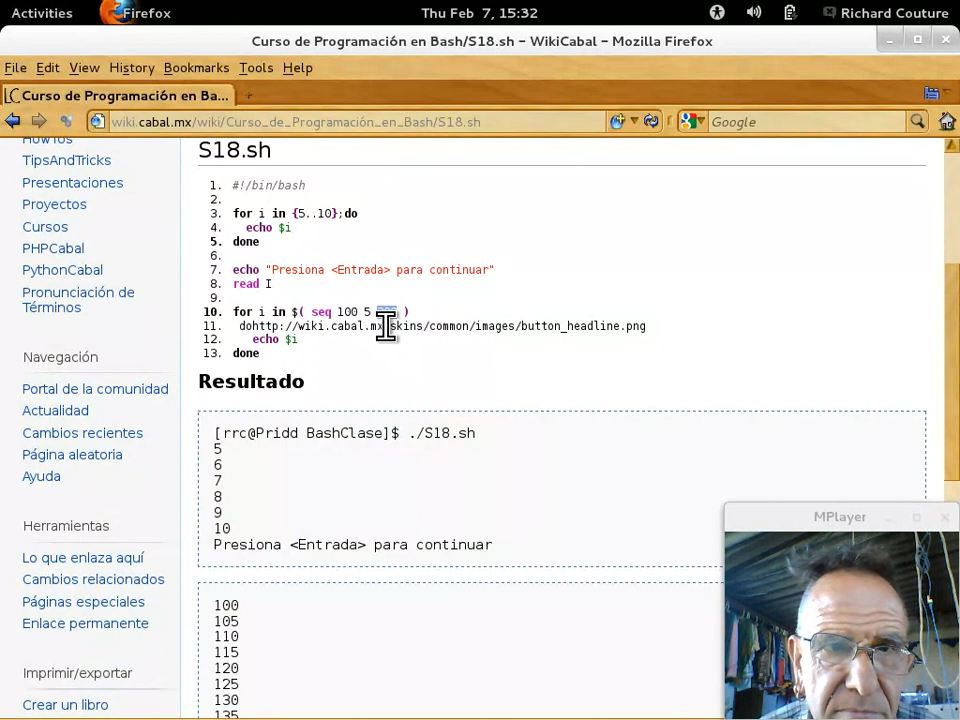 Activities Firefox Thu Feb 7, 15:32 Richard Couture
Curso de Programación en Bash/S18.sh – WikiCabal – Mozilla Firefox
File Edit View History Bookmarks Tools Help
Curso de Programación en Ba...
wiki.cabal.mx/wiki/Curso_de_Programación_en_Bash/S18.sh Google
HowTos
TipsAndTricks
Presentaciones
Proyectos
Cursos
PHPCabal
PythonCabal
Pronunciación de
Términos
Portal de la comunidad
Actualidad
Cambios recientes
Página aleatoria
Ayuda
Herramientas
Lo que enlaza aquí
Cambios relacionados
Páginas especiales
Enlace permanente
Imprimir/exportar
Crear un libro
S18.sh
1. #!/bin/bash
2.
3. for i in {5..10};do
4. echo $i
5. done
6.
7. echo "Presiona <Entrada> para continuar"
8. read I
9.
10. for i in $( seq 100 5 )
11. dohttp://wiki.cabal.mx/skins/common/images/button_headline.png
12. echo $i
13. done
Resultado
[rrc@Pridd BashClase]$ ./S18.sh
5
6
7
8
9
10
Presiona <Entrada> para continuar
100
105
110
115
120
125
130
135
MPlayer